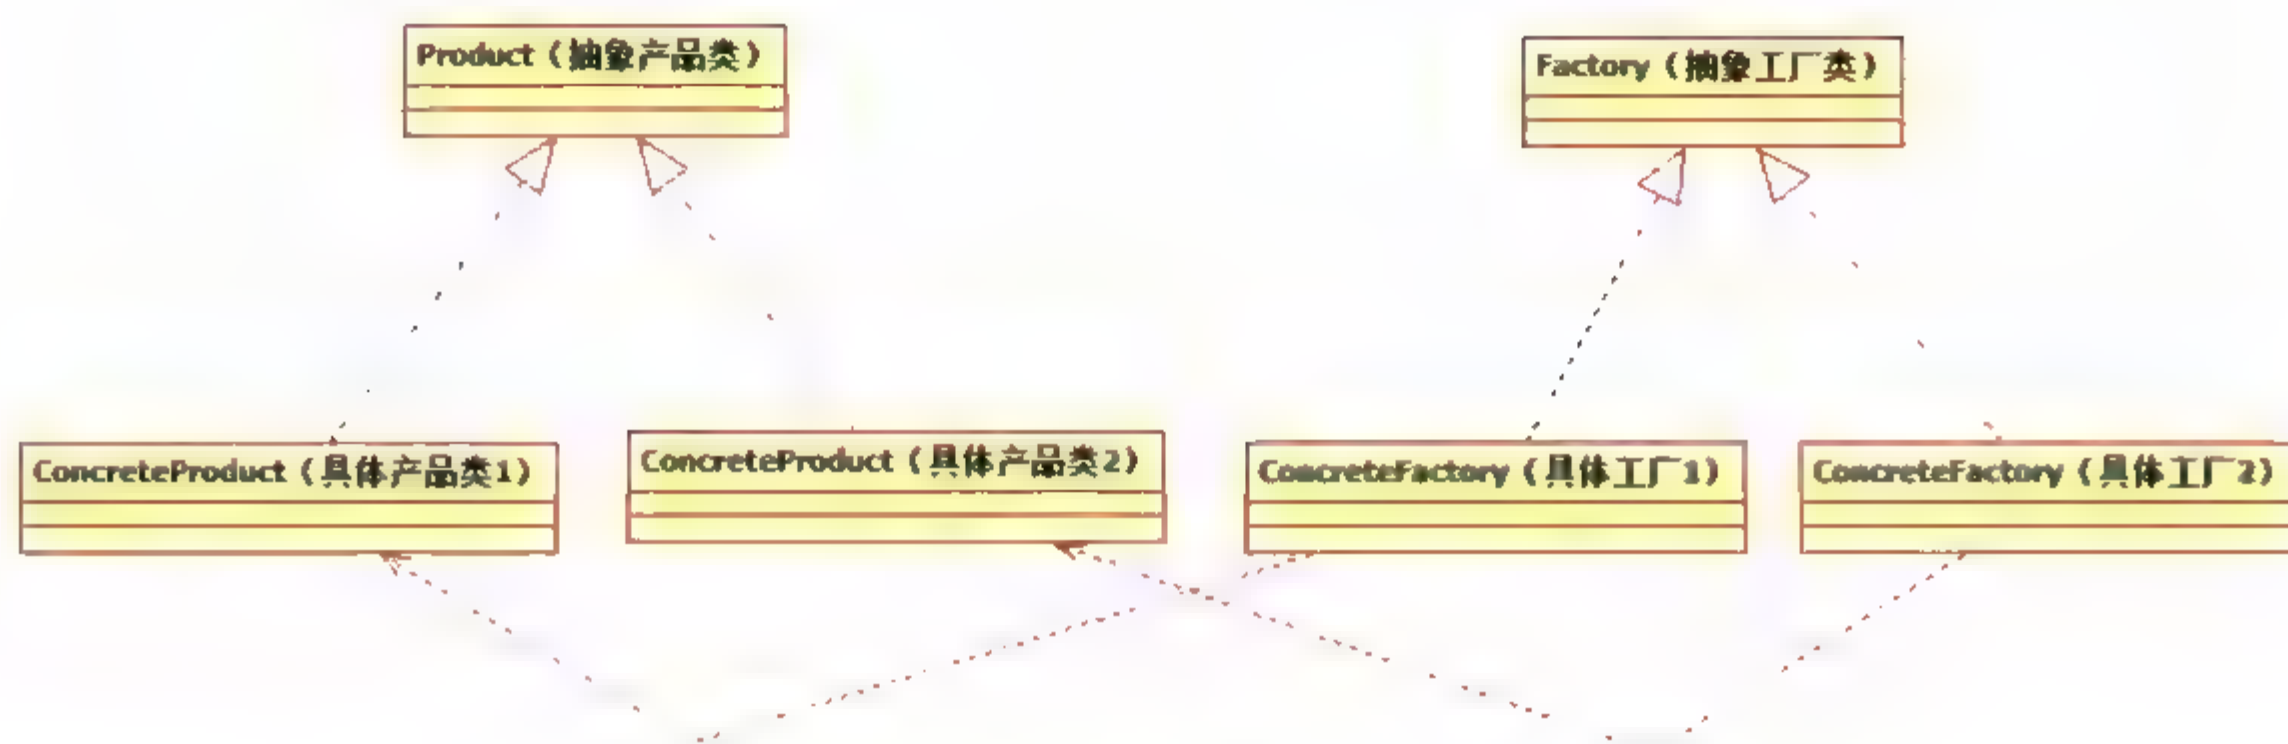 Product（抽象产品类）
Factory（抽象工厂类）
ConcreteProduct（具体产品类1）
ConcreteProduct（具体产品类2）
ConcreteFactory（具体工厂1）
ConcreteFactory（具体工厂2）